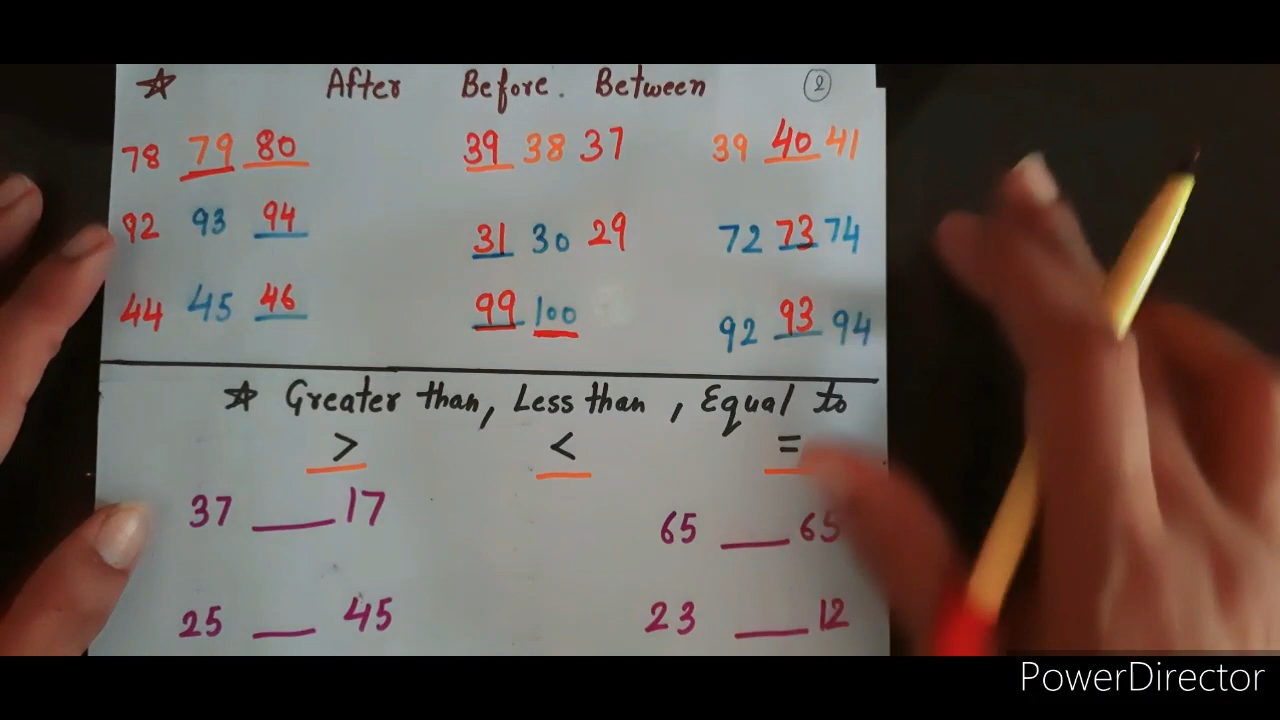 ☆ After Before. Between 2
78 79 80 39 38 37 39 40 41
92 93 94 31 30 29 72 73 74
44 45 46 99 100 92 93 94
☆ Greater than, Less than, Equal to
> < =
37 ___ 17 65 ___ 65
25 ___ 45 23 ___ 12
PowerDirector